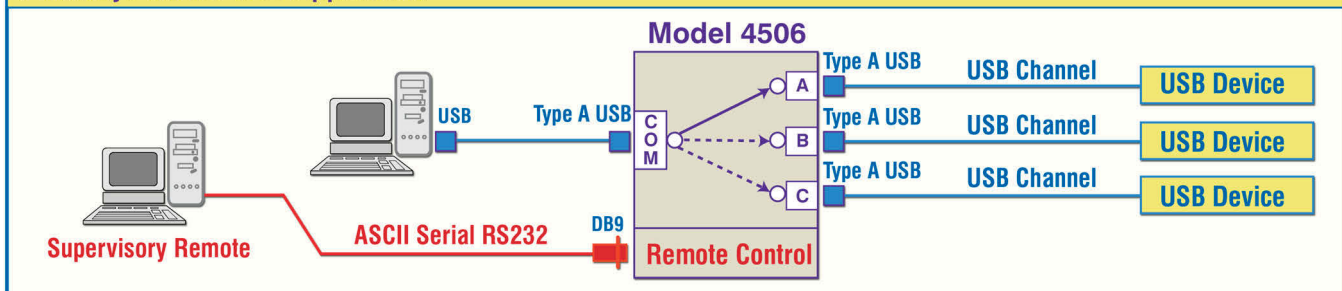 Model 4506
Type A USB
USB Channel
USB Device
A
USB
Type A USB
COM
Type A USB
USB Channel
USB Device
B
Type A USB
USB Channel
USB Device
C
DB9
ASCII Serial RS232
Supervisory Remote
Remote Control